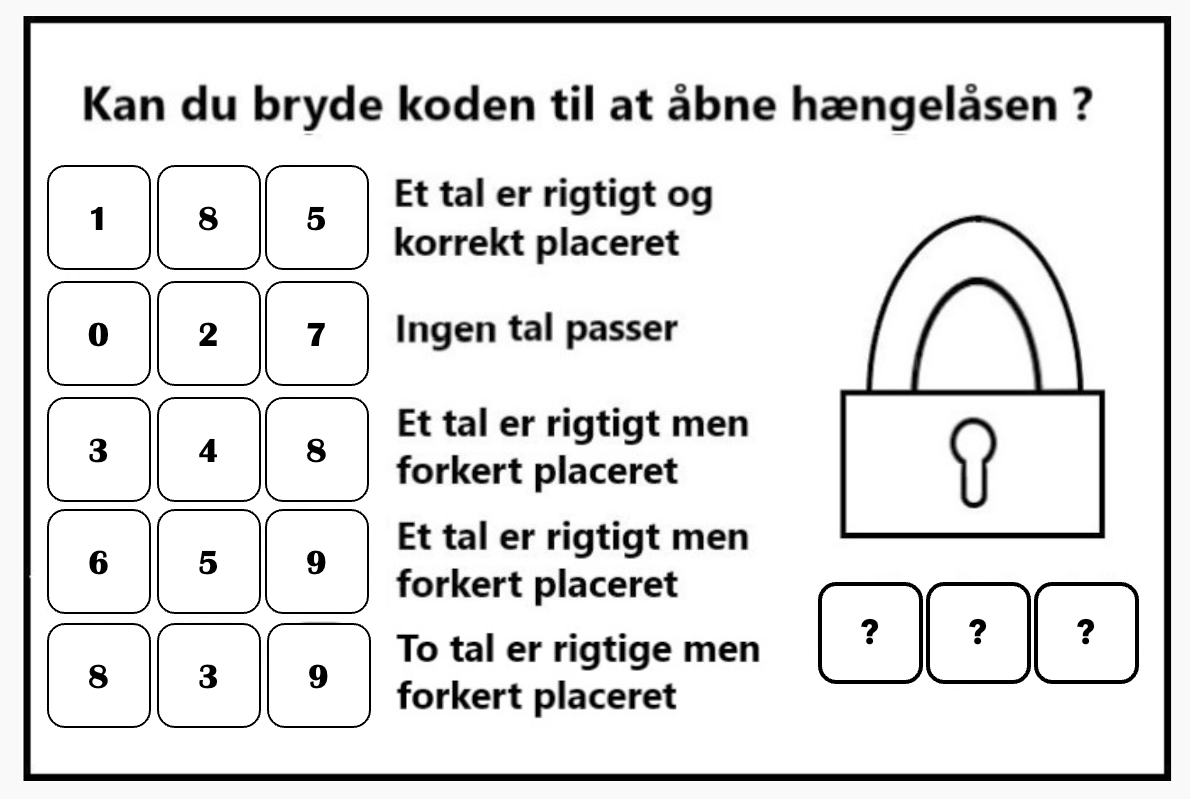 Kan du bryde koden til at åbne hængelåsen ?
1 8 5 Et tal er rigtigt og
korrekt placeret
0 2 7 Ingen tal passer
3 4 8 Et tal er rigtigt men
forkert placeret
6 5 9 Et tal er rigtigt men
forkert placeret
8 3 9 To tal er rigtige men
forkert placeret
? ? ?